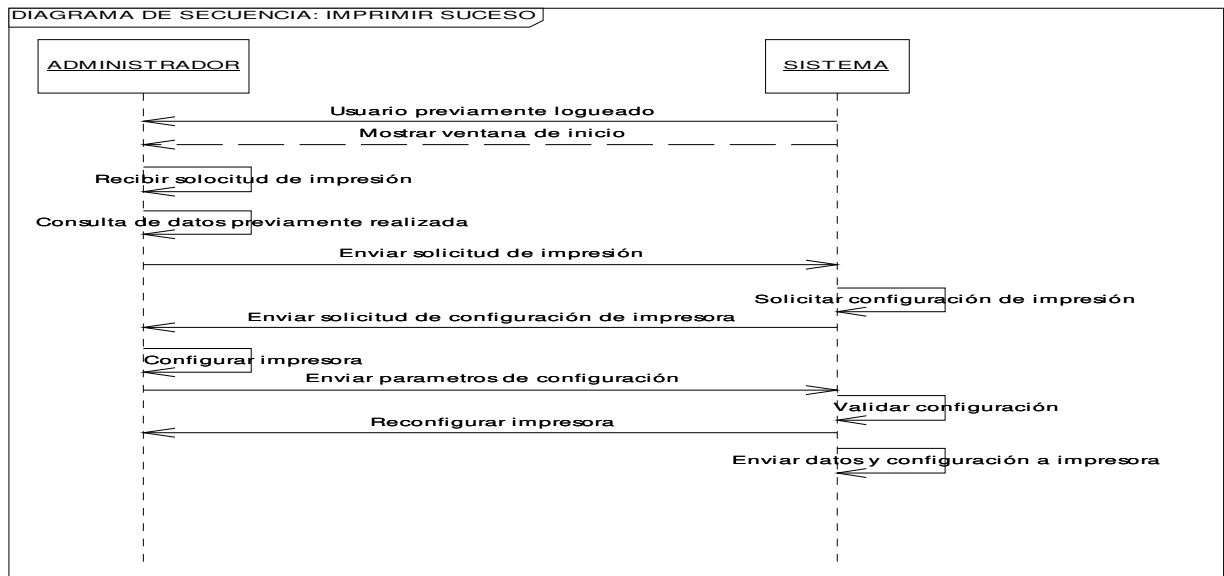 DIAGRAMA DE SECUENCIA: IMPRIMIR SUCESO
ADMINISTRADOR
SISTEMA
Usuario previamente logueado
Mostrar ventana de inicio
Recibir solocitud de impresión
Consulta de datos previamente realizada
Enviar solicitud de impresión
Solicitar configuración de impresión
Enviar solicitud de configuración de impresora
Configurar impresora
Enviar parametros de configuración
Validar configuración
Reconfigurar impresora
Enviar datos y configuración a impresora